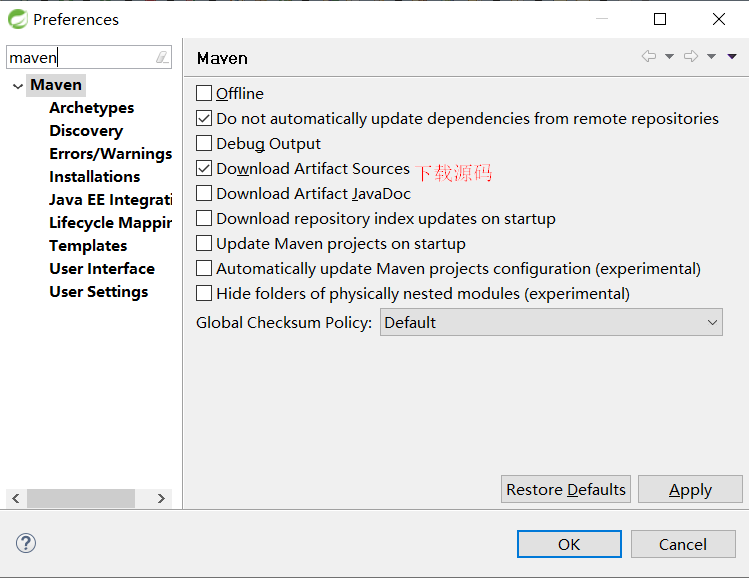 Preferences
maven
Maven
Archetypes
Discovery
Errors/Warnings
Installations
Java EE Integrati
Lifecycle Mappin
Templates
User Interface
User Settings
Maven
Offline
Do not automatically update dependencies from remote repositories
Debug Output
Download Artifact Sources 下载源码
Download Artifact JavaDoc
Download repository index updates on startup
Update Maven projects on startup
Automatically update Maven projects configuration (experimental)
Hide folders of physically nested modules (experimental)
Global Checksum Policy: Default
Restore Defaults Apply
OK Cancel